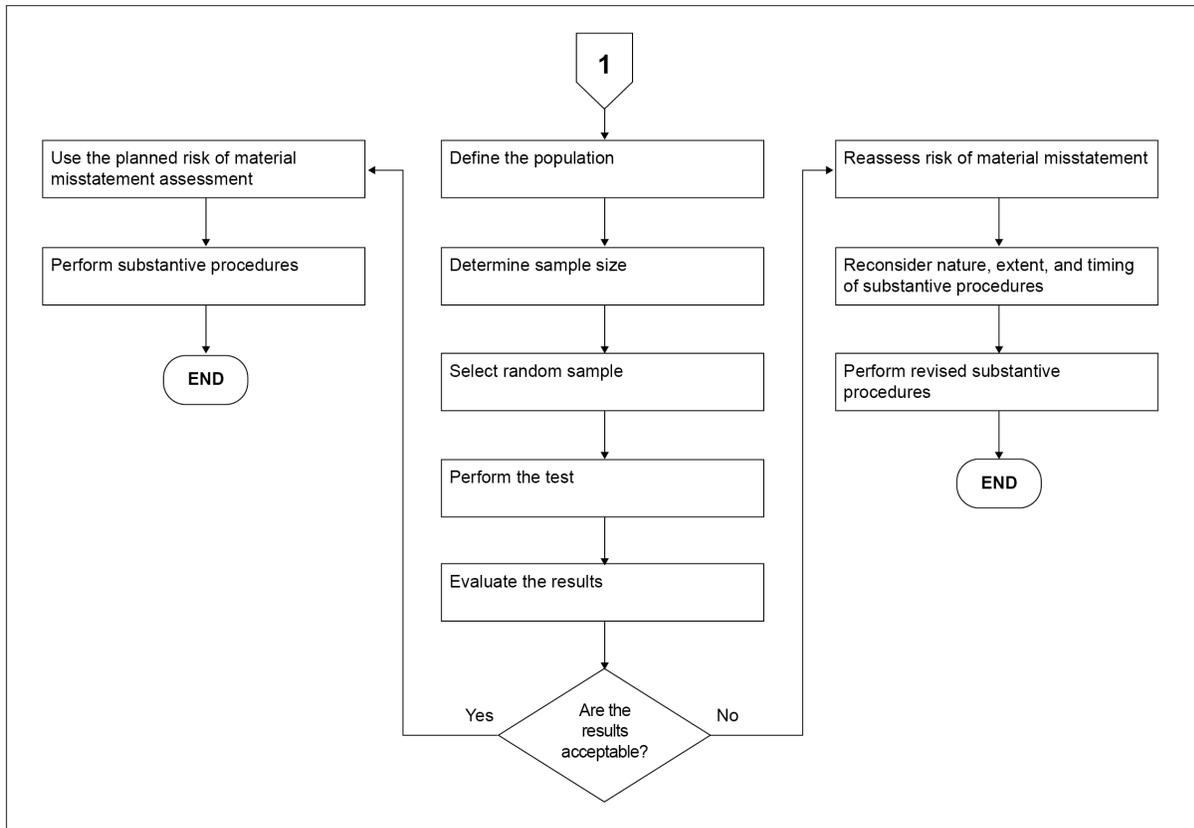 1
Define the population
Determine sample size
Select random sample
Perform the test
Evaluate the results
Are the
results
acceptable?
Yes
Use the planned risk of material
misstatement assessment
Perform substantive procedures
END
No
Reassess risk of material misstatement
Reconsider nature, extent, and timing
of substantive procedures
Perform revised substantive
procedures
END